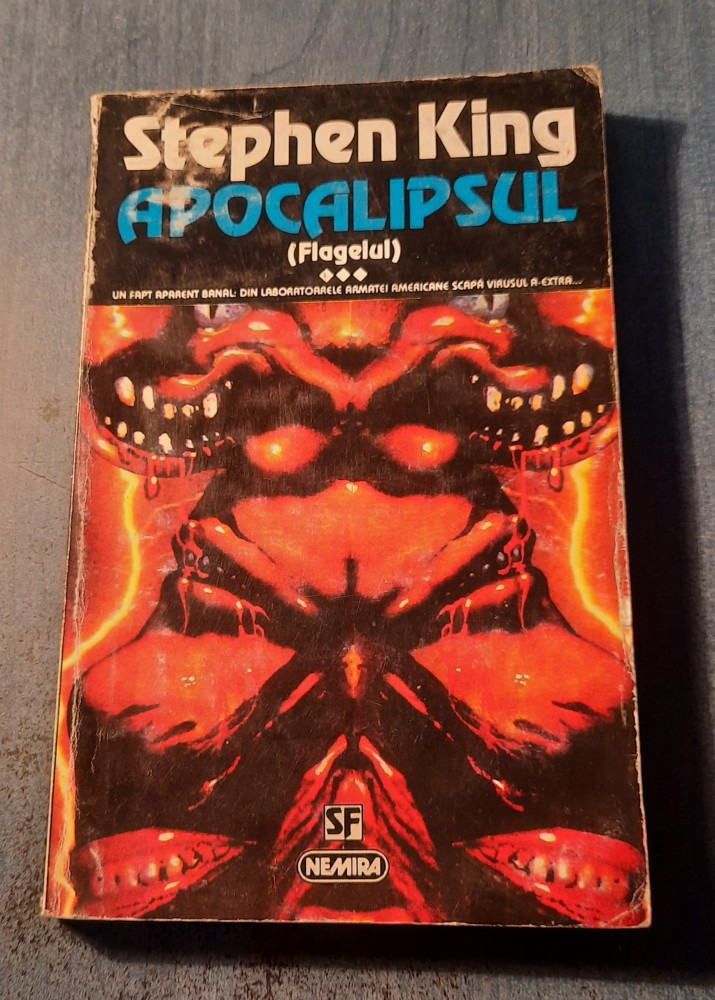 Stephen King
APOCALIPSUL
(Flagelul)
UN FAPT APARENT BANAL: DIN LABORATOARELE ARMATEI AMERICANE SCAPĂ VIRUSUL A-EXTRA...
SF
NEMIRA